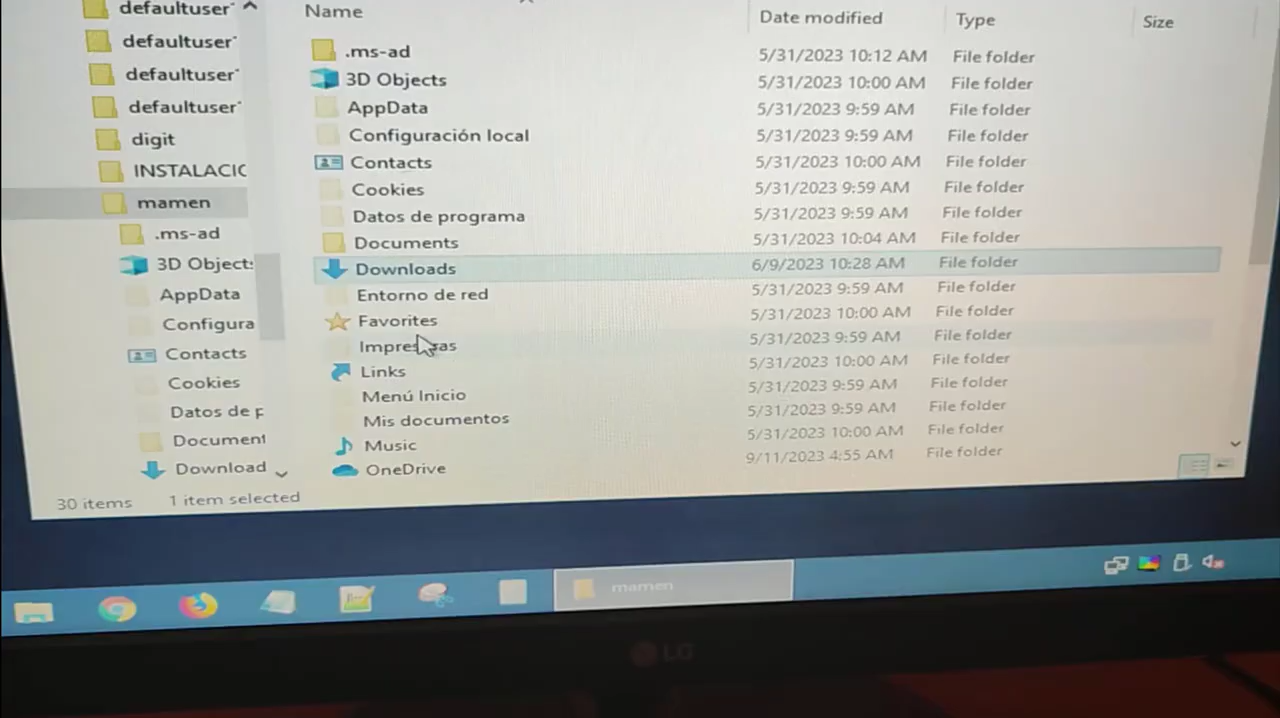 defaultuser
defaultuser
defaultuser
defaultuser
digit
INSTALACIO
mamen
.ms-ad
3D Objects
AppData
Configura
Contacts
Cookies
Datos de p
Document
Download
Name Date modified Type Size
.ms-ad 5/31/2023 10:12 AM File folder
3D Objects 5/31/2023 10:00 AM File folder
AppData 5/31/2023 9:59 AM File folder
Configuración local 5/31/2023 9:59 AM File folder
Contacts 5/31/2023 10:00 AM File folder
Cookies 5/31/2023 9:59 AM File folder
Datos de programa 5/31/2023 9:59 AM File folder
Documents 5/31/2023 10:04 AM File folder
Downloads 6/9/2023 10:28 AM File folder
Entorno de red 5/31/2023 9:59 AM File folder
Favorites 5/31/2023 10:00 AM File folder
5/31/2023 9:59 AM File folder
Links 5/31/2023 10:00 AM File folder
Menú Inicio 5/31/2023 9:59 AM File folder
Mis documentos 5/31/2023 9:59 AM File folder
Music 5/31/2023 10:00 AM File folder
OneDrive 9/11/2023 4:55 AM File folder
30 items 1 item selected
mamen
LG